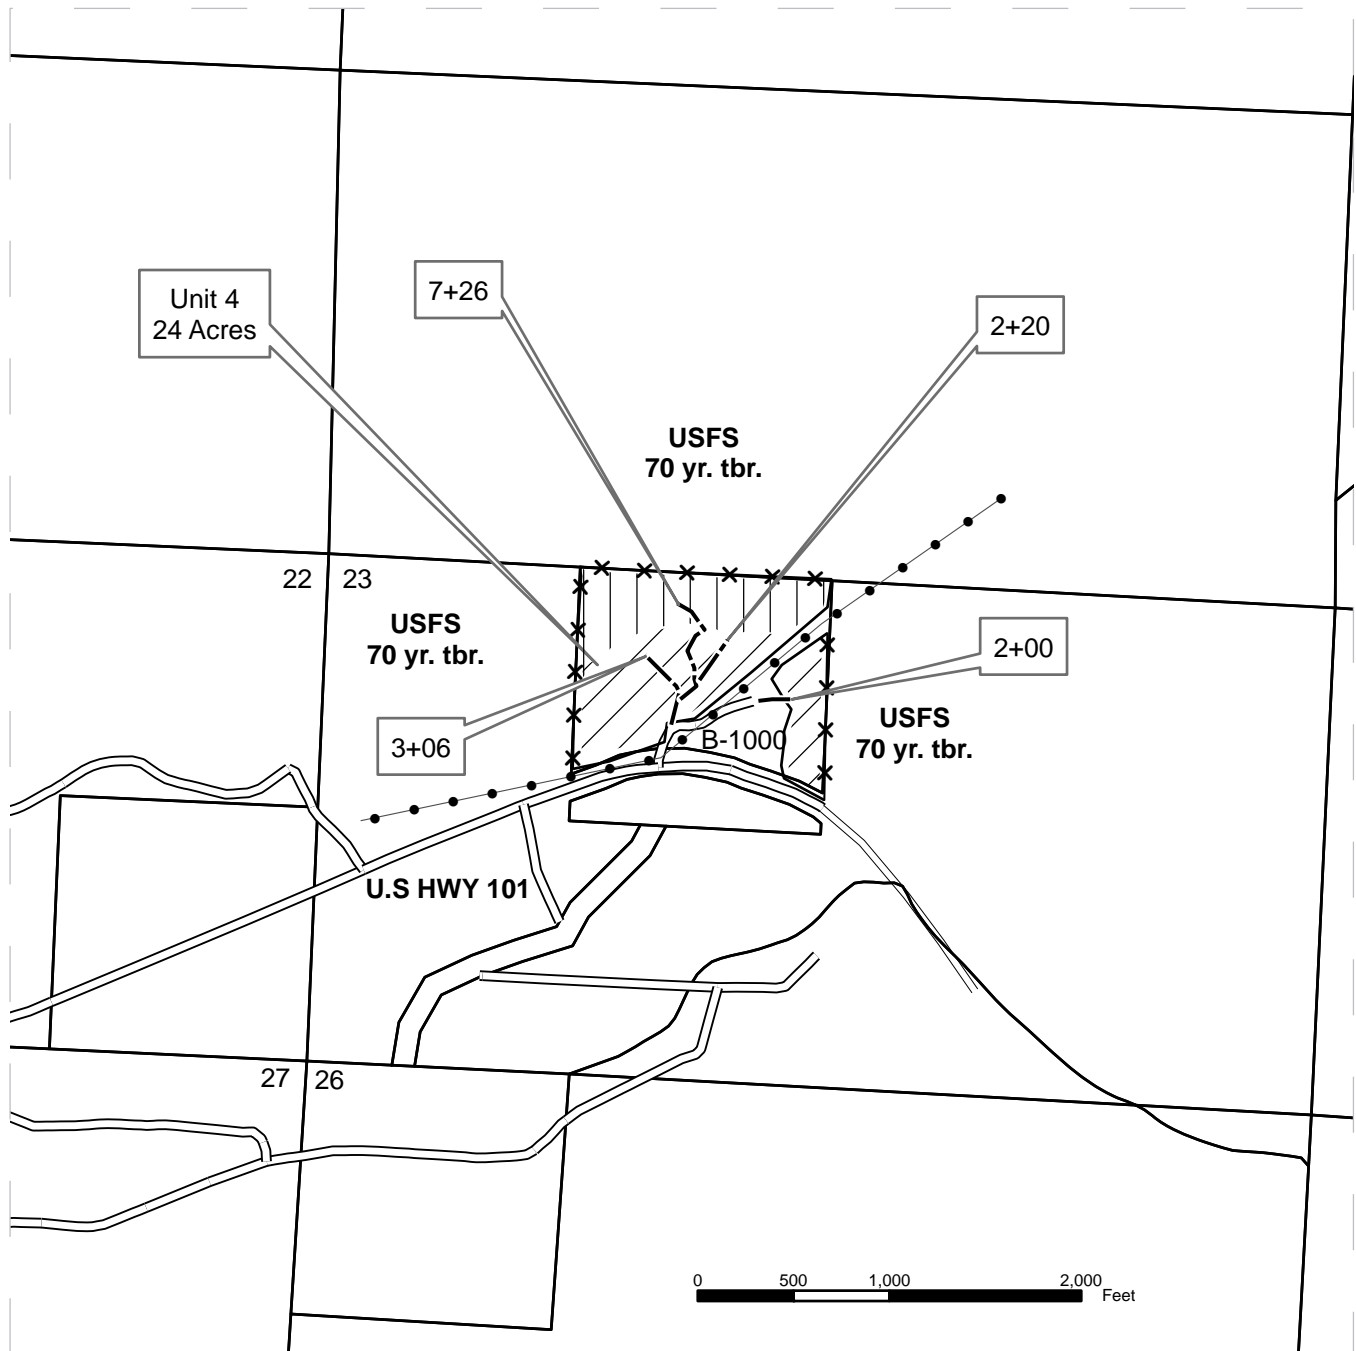 Unit 4
24 Acres
7+26
2+20
USFS
70 yr. tbr.
22
23
USFS
70 yr. tbr.
2+00
USFS
70 yr. tbr.
3+06
B-1000
U.S HWY 101
27
26
0 500 1,000 2,000
Feet